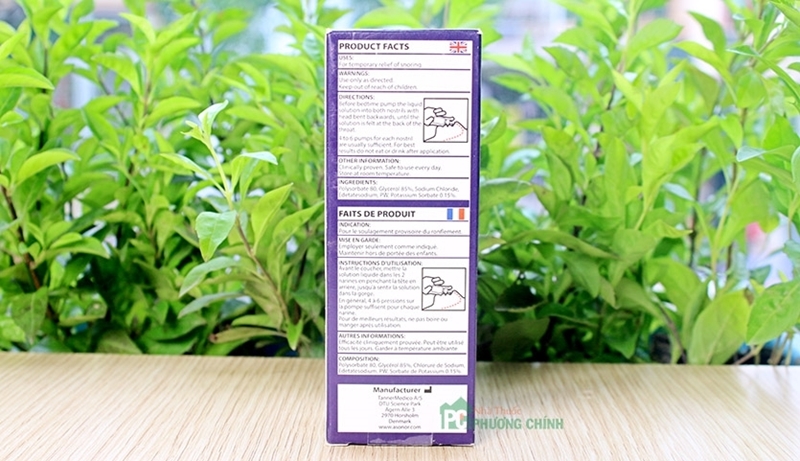 PRODUCT FACTS
USES:
For temporary relief of snoring
WARNINGS:
Use only as directed
Keep out of reach of children.
DIRECTIONS:
Before bedtime pump the liquid
solution into both nostrils with
head bent backwards, until the
solution is felt at the back of the
throat.
4 to 6 pumps for each nostril
are usually sufficient. For best
results do not eat or drink after application.
OTHER INFORMATION:
Clinically proven. Safe to use every day.
Store at room temperature.
INGREDIENTS:
Polysorbate 80, Glycerol 85%, Sodium Chloride,
Edetatesodium, PW, Potassium Sorbate 0.15%.
FAITS DE PRODUIT
INDICATION:
Pour le soulagement provisoire du ronflement.
MISE EN GARDE:
Employer seulement comme indiqué.
Maintenir hors de portée des enfants.
INSTRUCTIONS D'UTILISATION:
Avant le coucher, mettre la
solution liquide dans les 2
narines en penchant la tête en
arrière, jusqu'à sentir la solution
dans la gorge.
En general, 4 à 6 pressions sur
la pompe suffisent pour chaque
narine.
Pour de meilleurs résultats, ne pas boire ou
manger après utilisation.
AUTRES INFORMATIONS:
Efficacité cliniquement prouvée. Peut être utilisé
tous les jours. Garder à température ambiante
COMPOSITION:
Polysorbate 80, Glycérol 85%, Chlorure de Sodium,
Edetatesodium, PW, Sorbate de Potassium 0.15%.
Manufacturer
TannerMedico A/S
DTU Science Park
Agern Allé 3
2970 Hørsholm
Denmark
www.asonor.com
PC
Nhà Thuốc
PHƯƠNG CHÍNH